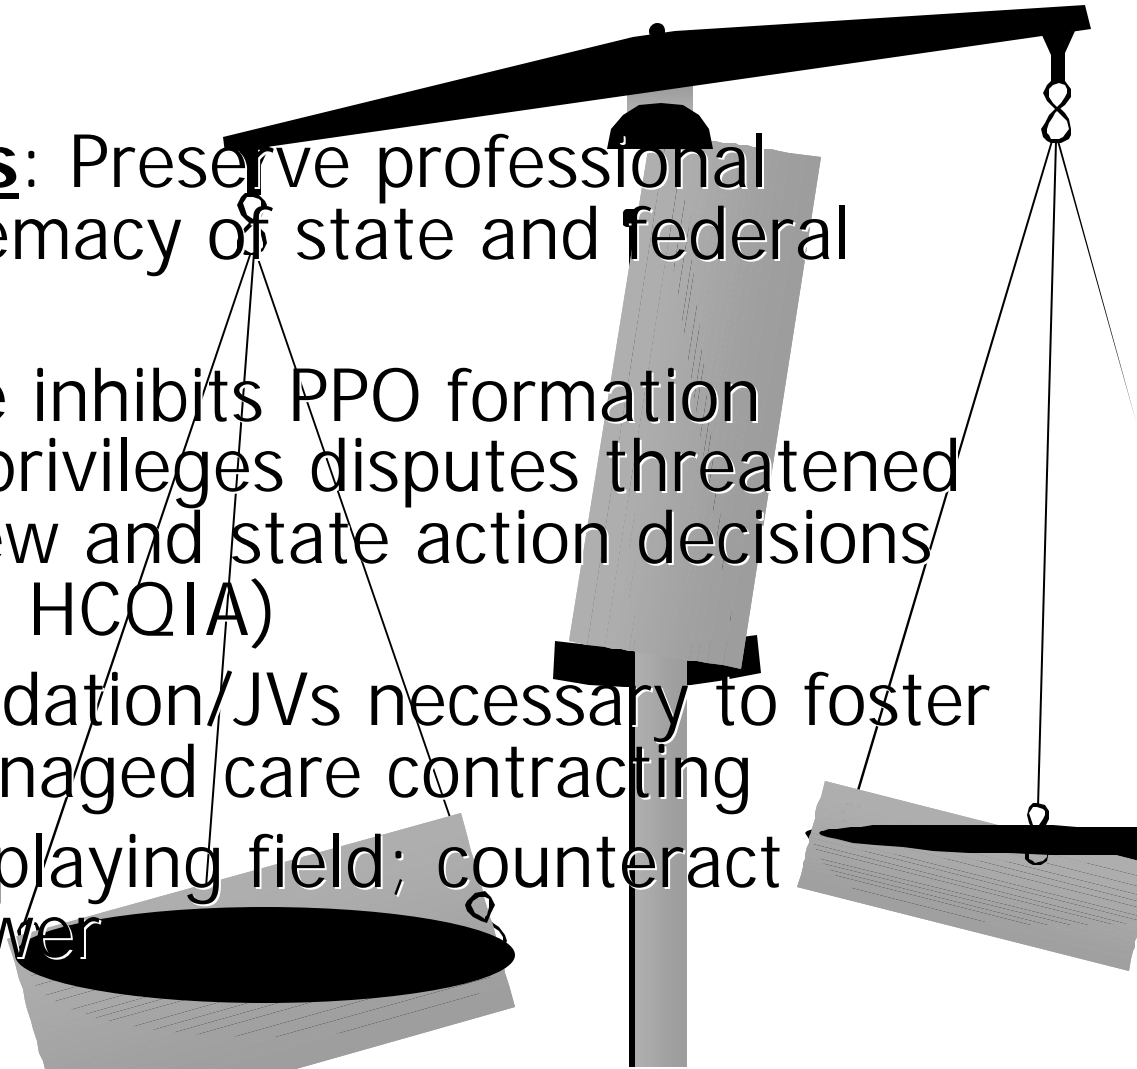 s: Preserve professional
emacy of state and federal
e inhibits PPO formation
privileges disputes threatened
ew and state action decisions
HCQIA)
dation/JVs necessary to foster
naged care contracting
playing field; counteract
wer